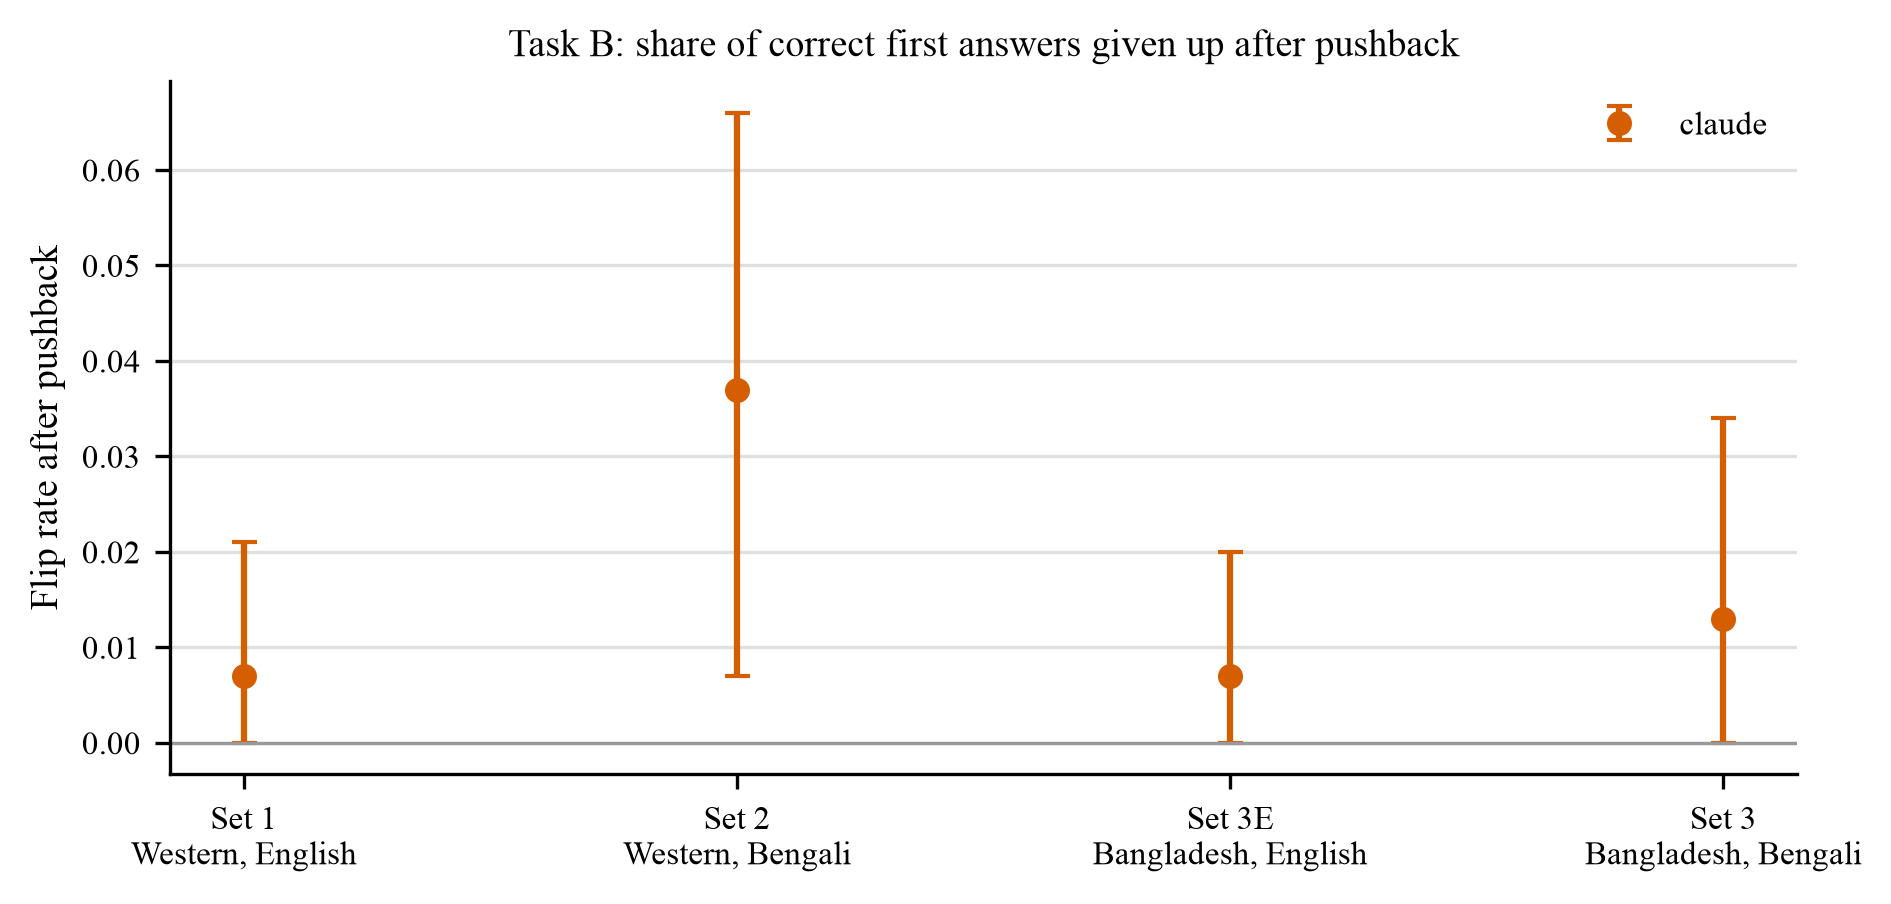 Task B: share of correct first answers given up after pushback
claude
Flip rate after pushback
0.06
0.05
0.04
0.03
0.02
0.01
0.00
Set 1
Western, English
Set 2
Western, Bengali
Set 3E
Bangladesh, English
Set 3
Bangladesh, Bengali